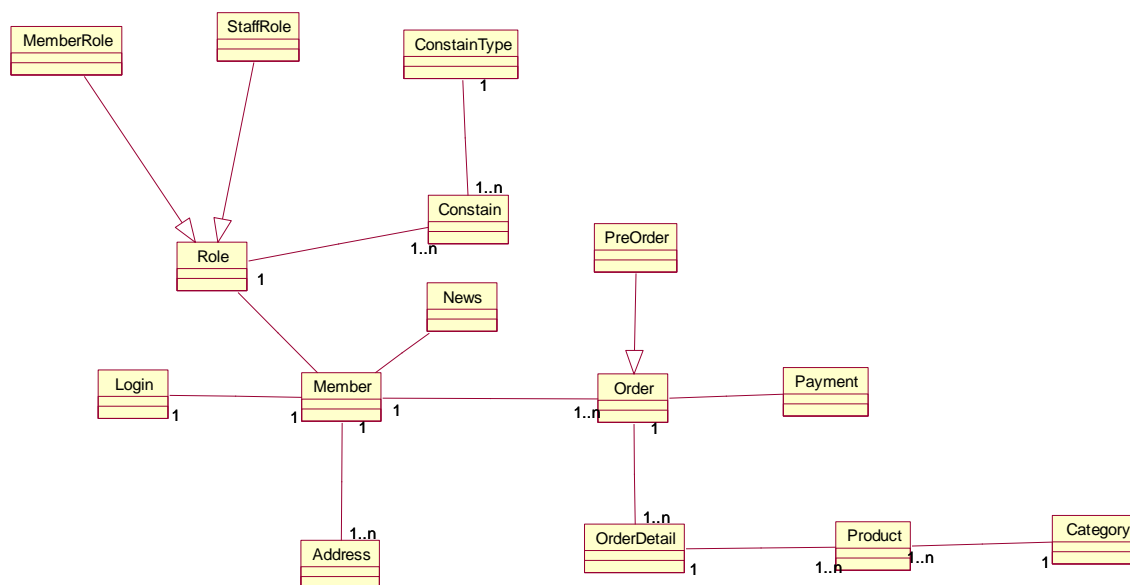 StaffRole
MemberRole
ConstainType
1
1..n
Constain
1..n
PreOrder
Role
1
News
Login
Member
Order
Payment
1
1
1
1
1..n
1
1..n
1..n
Address
OrderDetail
1
Product
1..n
1..n
Category
1